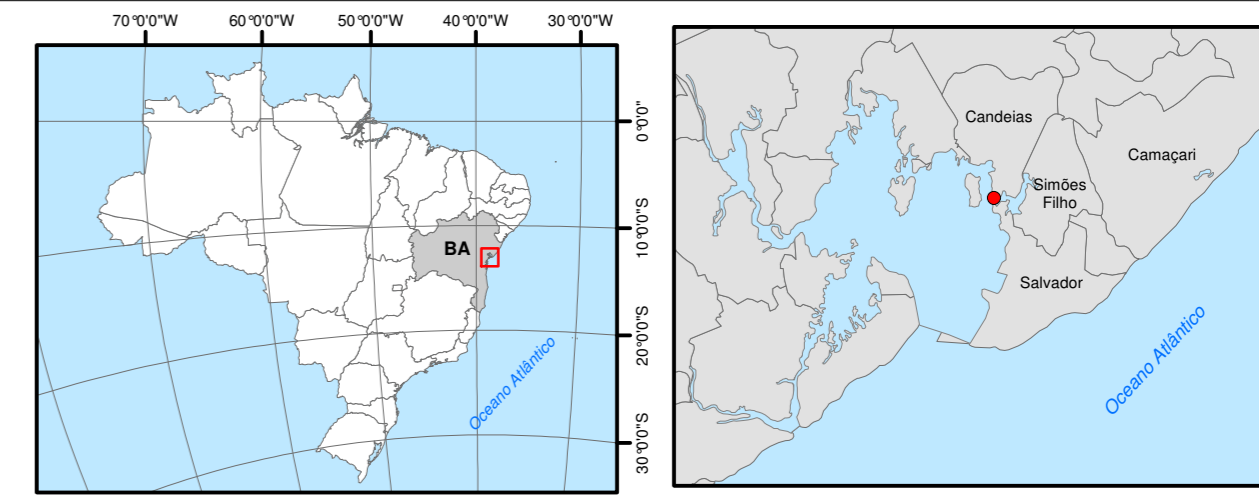 70°0'0"W
60°0'0"W
50°0'0"W
40°0'0"W
30°0'0"W
0°0'0"
10°0'0"S
20°0'0"S
30°0'0"S
BA
Oceano Atlântico
Candeias
Camaçari
Simões
Filho
Salvador
Oceano Atlântico